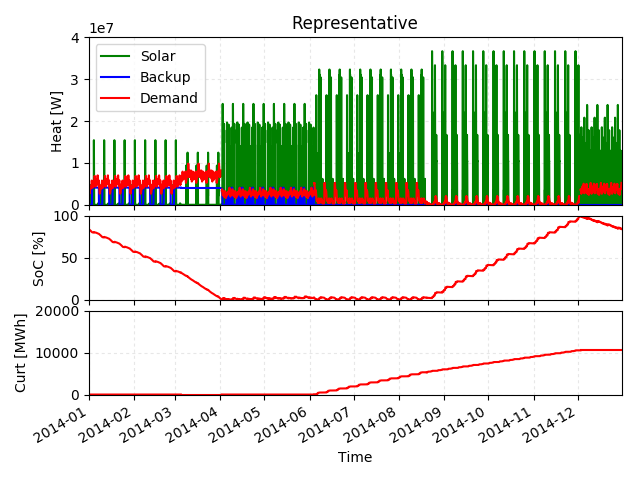 Representative
1e7
4
3
2
1
0
Heat [W]
Solar
Backup
Demand
100
50
0
SoC [%]
20000
10000
0
Curt [MWh]
2014-01
2014-02
2014-03
2014-04
2014-05
2014-06
2014-07
2014-08
2014-09
2014-10
2014-11
2014-12
Time